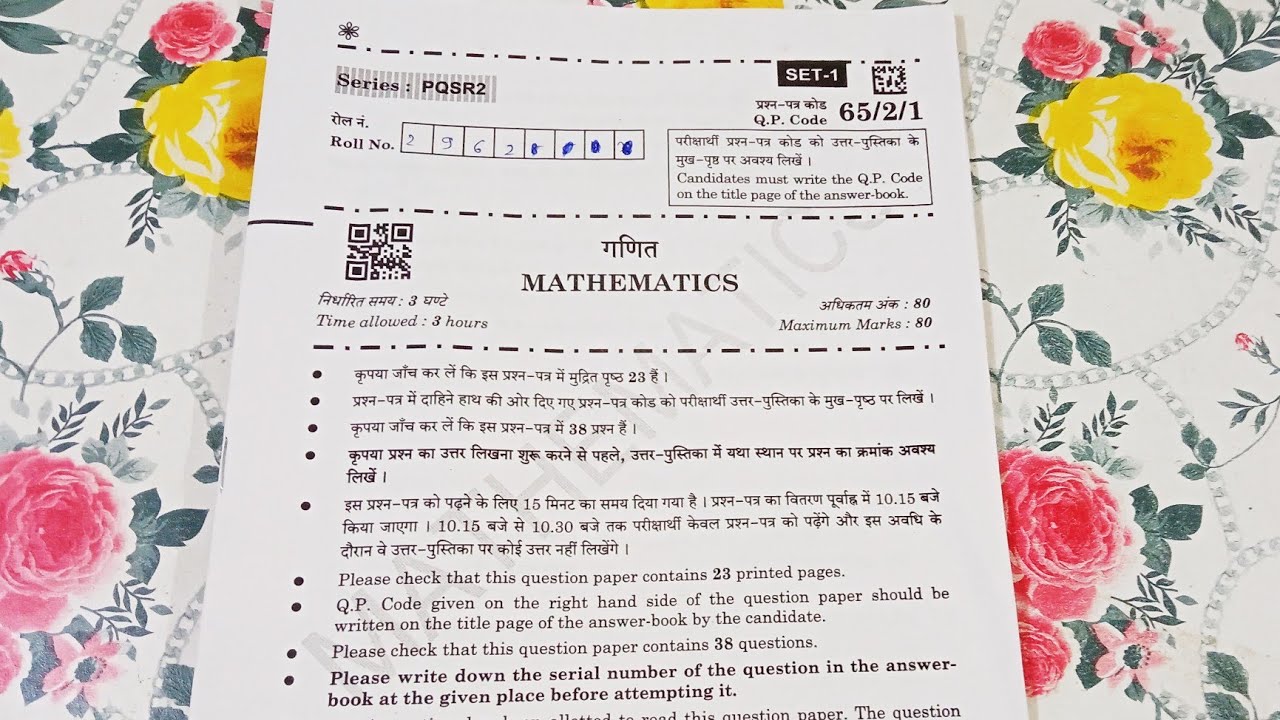 Series : PQSR2
SET-1
प्रश्न-पत्र कोड
Q.P. Code 65/2/1
रोल नं.
Roll No. 2 9 6 2
परीक्षार्थी प्रश्न-पत्र कोड को उत्तर-पुस्तिका के
मुख-पृष्ठ पर अवश्य लिखें ।
Candidates must write the Q.P. Code
on the title page of the answer-book.
गणित
MATHEMATICS
निर्धारित समय : 3 घण्टे
अधिकतम अंक : 80
Time allowed : 3 hours
Maximum Marks : 80
• कृपया जाँच कर लें कि इस प्रश्न-पत्र में मुद्रित पृष्ठ 23 हैं ।
• प्रश्न-पत्र में दाहिने हाथ की ओर दिए गए प्रश्न-पत्र कोड को परीक्षार्थी उत्तर-पुस्तिका के मुख-पृष्ठ पर लिखें ।
• कृपया जाँच कर लें कि इस प्रश्न-पत्र में 38 प्रश्न हैं ।
• कृपया प्रश्न का उत्तर लिखना शुरू करने से पहले, उत्तर-पुस्तिका में यथा स्थान पर प्रश्न का क्रमांक अवश्य
लिखें ।
• इस प्रश्न-पत्र को पढ़ने के लिए 15 मिनट का समय दिया गया है । प्रश्न-पत्र का वितरण पूर्वाह्न में 10.15 बजे
किया जाएगा । 10.15 बजे से 10.30 बजे तक परीक्षार्थी केवल प्रश्न-पत्र को पढ़ेंगे और इस अवधि के
दौरान वे उत्तर-पुस्तिका पर कोई उत्तर नहीं लिखेंगे ।
• Please check that this question paper contains 23 printed pages.
• Q.P. Code given on the right hand side of the question paper should be
written on the title page of the answer-book by the candidate.
• Please check that this question paper contains 38 questions.
• Please write down the serial number of the question in the answer-
book at the given place before attempting it.
allotted to read this question paper. The question
MATHEMATICS